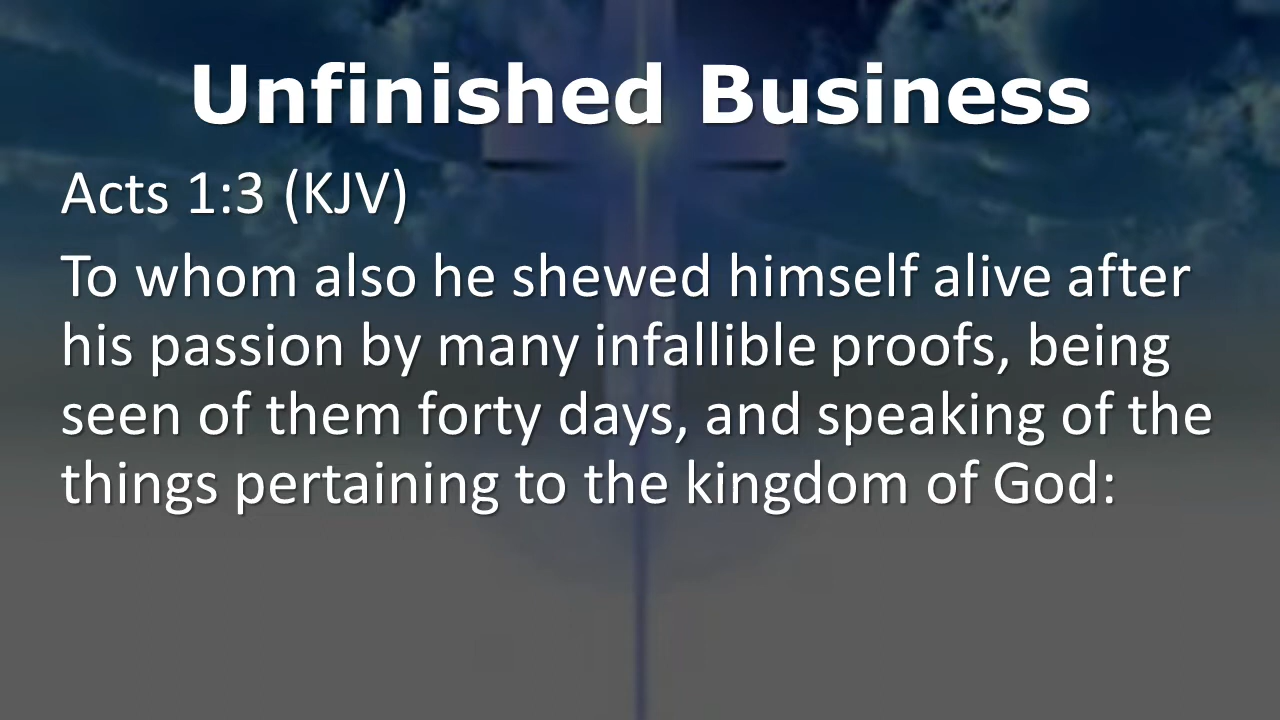 Unfinished Business
Acts 1:3 (KJV)
To whom also he shewed himself alive after
his passion by many infallible proofs, being
seen of them forty days, and speaking of the
things pertaining to the kingdom of God: